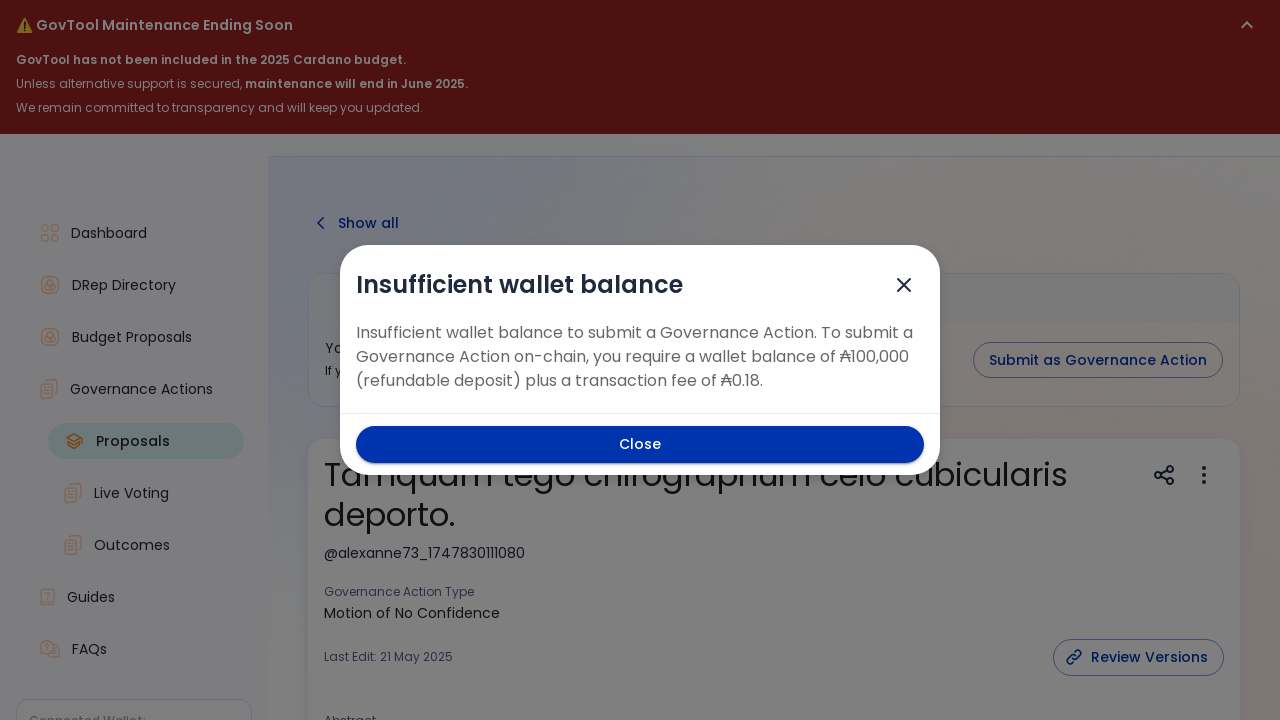 ⚠️ GovTool Maintenance Ending Soon
GovTool has not been included in the 2025 Cardano budget.
Unless alternative support is secured, maintenance will end in June 2025.
We remain committed to transparency and will keep you updated.
Dashboard
DRep Directory
Budget Proposals
Governance Actions
Proposals
Live Voting
Outcomes
Guides
FAQs
Connected Wallet:
Show all
Submit as Governance Action
Insufficient wallet balance
Insufficient wallet balance to submit a Governance Action. To submit a
Governance Action on-chain, you require a wallet balance of ₳100,000
(refundable deposit) plus a transaction fee of ₳0.18.
Close
Tamquam tego chirographum celo cubicularis
deporto.
@alexanne73_1747830111080
Governance Action Type
Motion of No Confidence
Last Edit: 21 May 2025
Review Versions
Abstract